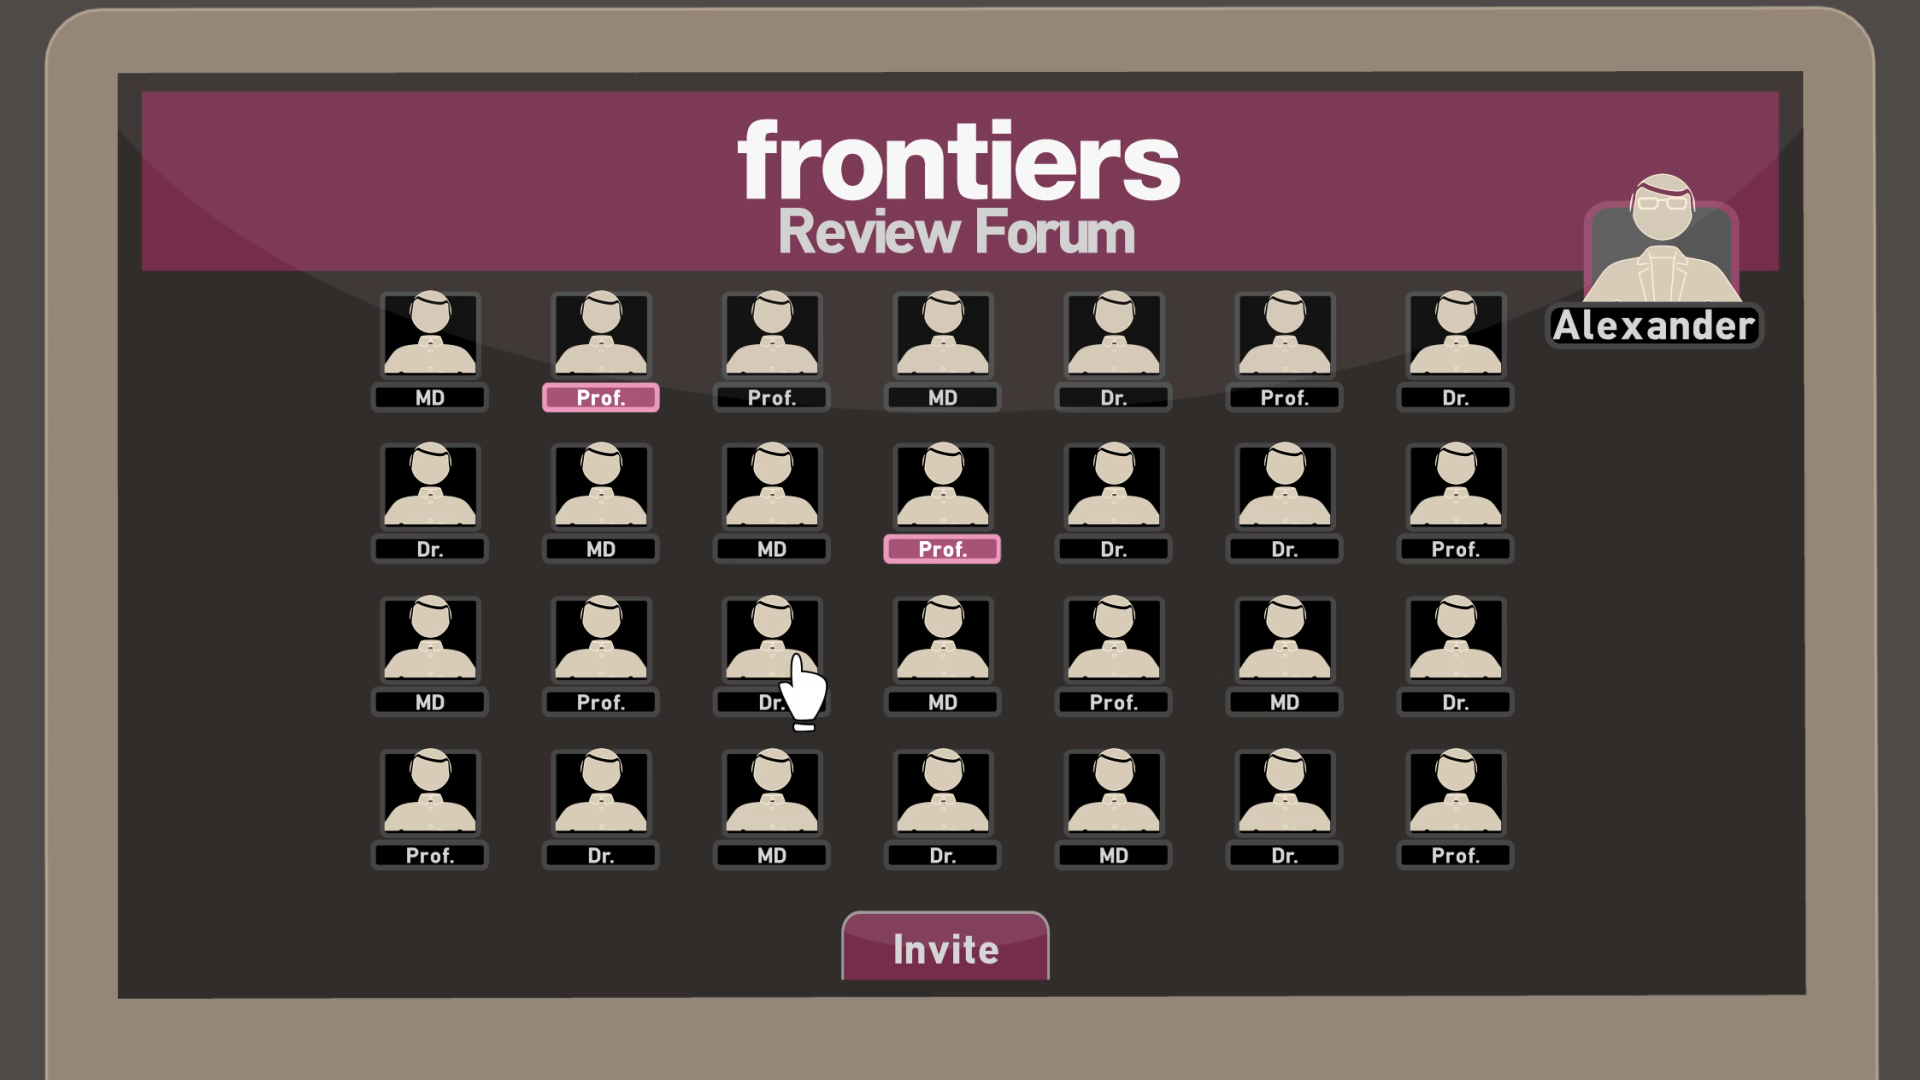 frontiers
Review Forum
Alexander
MD Prof. Prof. MD Dr. Prof. Dr.
Dr. MD MD Prof. Dr. Dr. Prof.
MD Prof. Dr. MD Prof. MD Dr.
Prof. Dr. MD Dr. MD Dr. Prof.
Invite